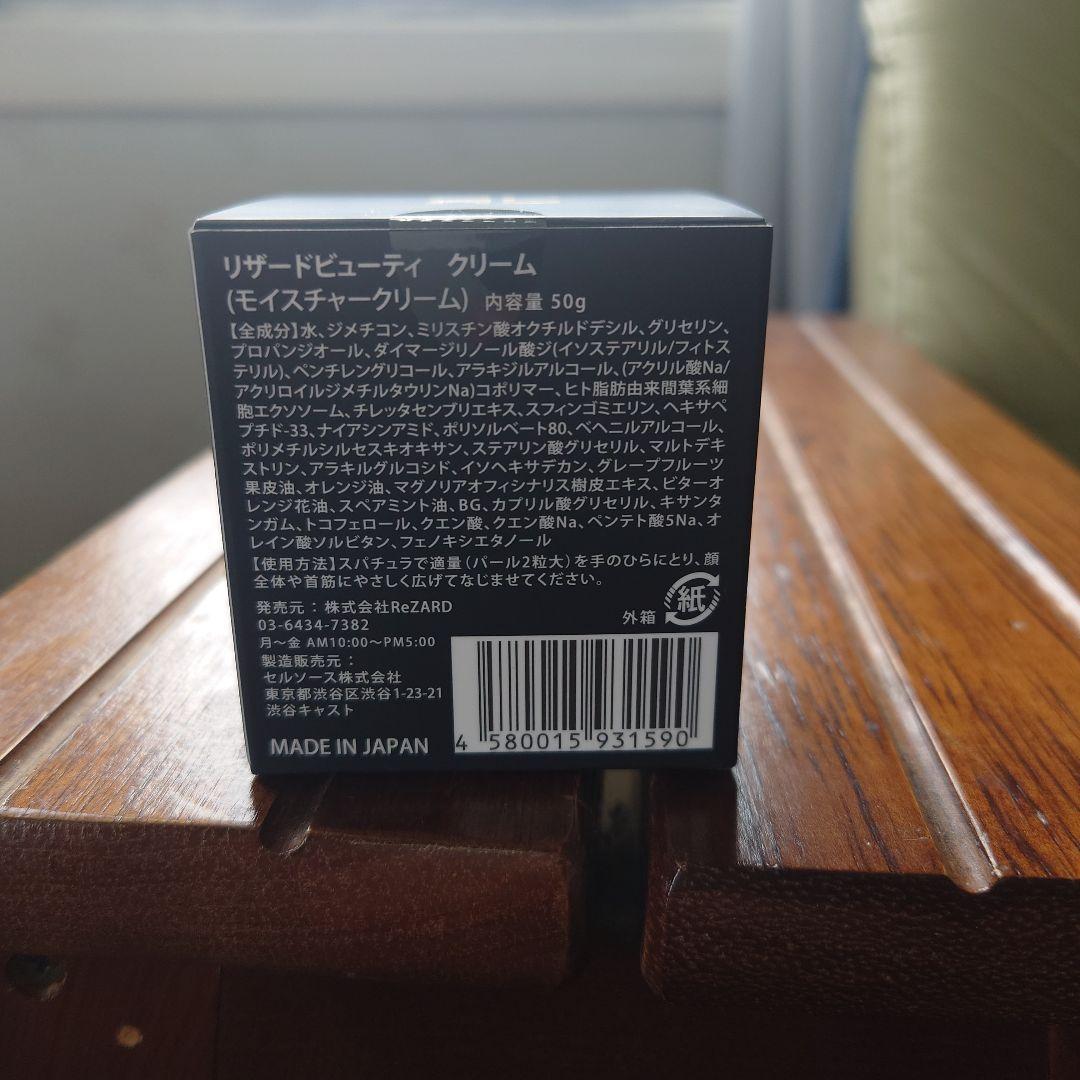 リザードビューティ　クリーム
(モイスチャークリーム) 内容量 50g
【全成分】水、ジメチコン、ミリスチン酸オクチルドデシル、グリセリン、
プロパンジオール、ダイマージリノール酸ジ(イソステアリル/フィトス
テリル)、ペンチレングリコール、アラキジルアルコール、(アクリル酸Na/
アクリロイルジメチルタウリンNa)コポリマー、ヒト脂肪由来間葉系細
胞エクソソーム、チレッタセンブリエキス、スフィンゴミエリン、ヘキサペ
プチド-33、ナイアシンアミド、ポリソルベート80、ベヘニルアルコール、
ポリメチルシルセスキオキサン、ステアリン酸グリセリル、マルトデキ
ストリン、アラキルグルコシド、イソヘキサデカン、グレープフルーツ
果皮油、オレンジ油、マグノリアオフィシナリス樹皮エキス、ビターオ
レンジ花油、スペアミント油、BG、カプリル酸グリセリル、キサンタ
ンガム、トコフェロール、クエン酸、クエン酸Na、ペンテト酸5Na、オ
レイン酸ソルビタン、フェノキシエタノール
【使用方法】スパチュラで適量(パール2粒大)を手のひらにとり、顔
全体や首筋にやさしく広げてなじませてください。
発売元：株式会社ReZARD
03-6434-7382
月～金 AM10:00～PM5:00
製造販売元：
セルソース株式会社
東京都渋谷区渋谷1-23-21
渋谷キャスト
MADE IN JAPAN
外箱 紙
4 580015 931590